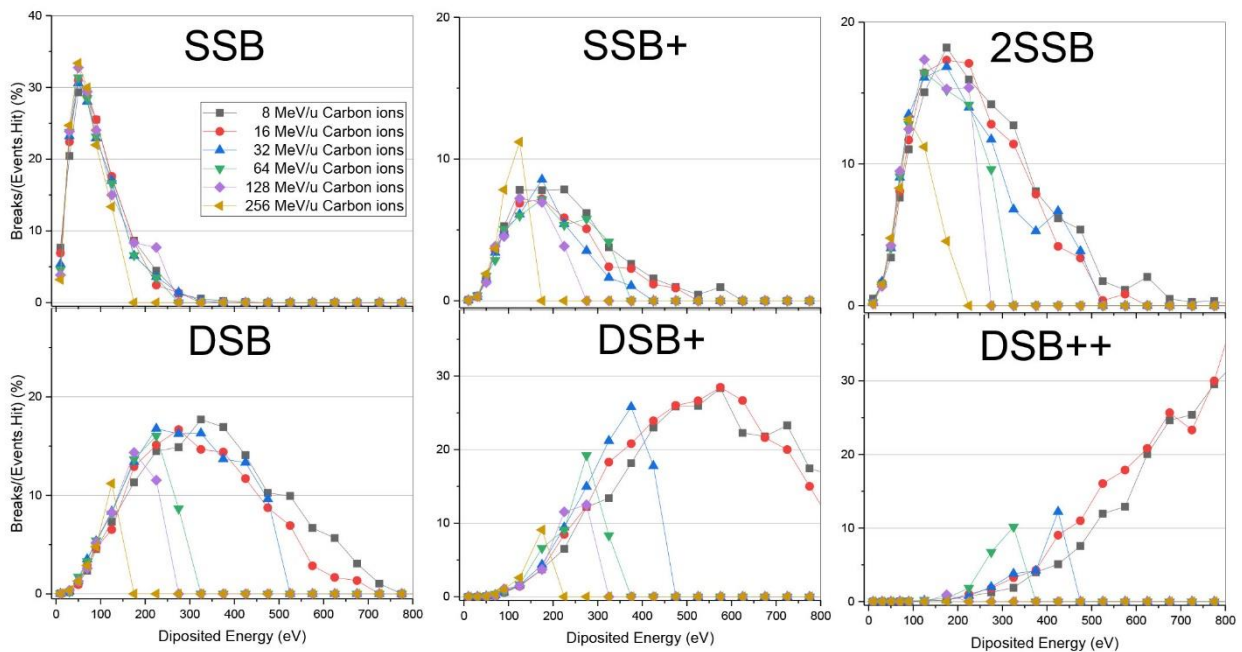 SSB
SSB+
2SSB
Breaks/(Events.Hit) (%)
40
30
20
10
0
8 MeV/u Carbon ions
16 MeV/u Carbon ions
32 MeV/u Carbon ions
64 MeV/u Carbon ions
128 MeV/u Carbon ions
256 MeV/u Carbon ions
20
10
0
20
10
0
DSB
DSB+
DSB++
Breaks/(Events.Hit) (%)
20
10
0
30
20
10
0
30
20
10
0
0 100 200 300 400 500 600 700 800
0 100 200 300 400 500 600 700 800
0 100 200 300 400 500 600 700 800
Diposited Energy (eV)
Diposited Energy (eV)
Diposited Energy (eV)